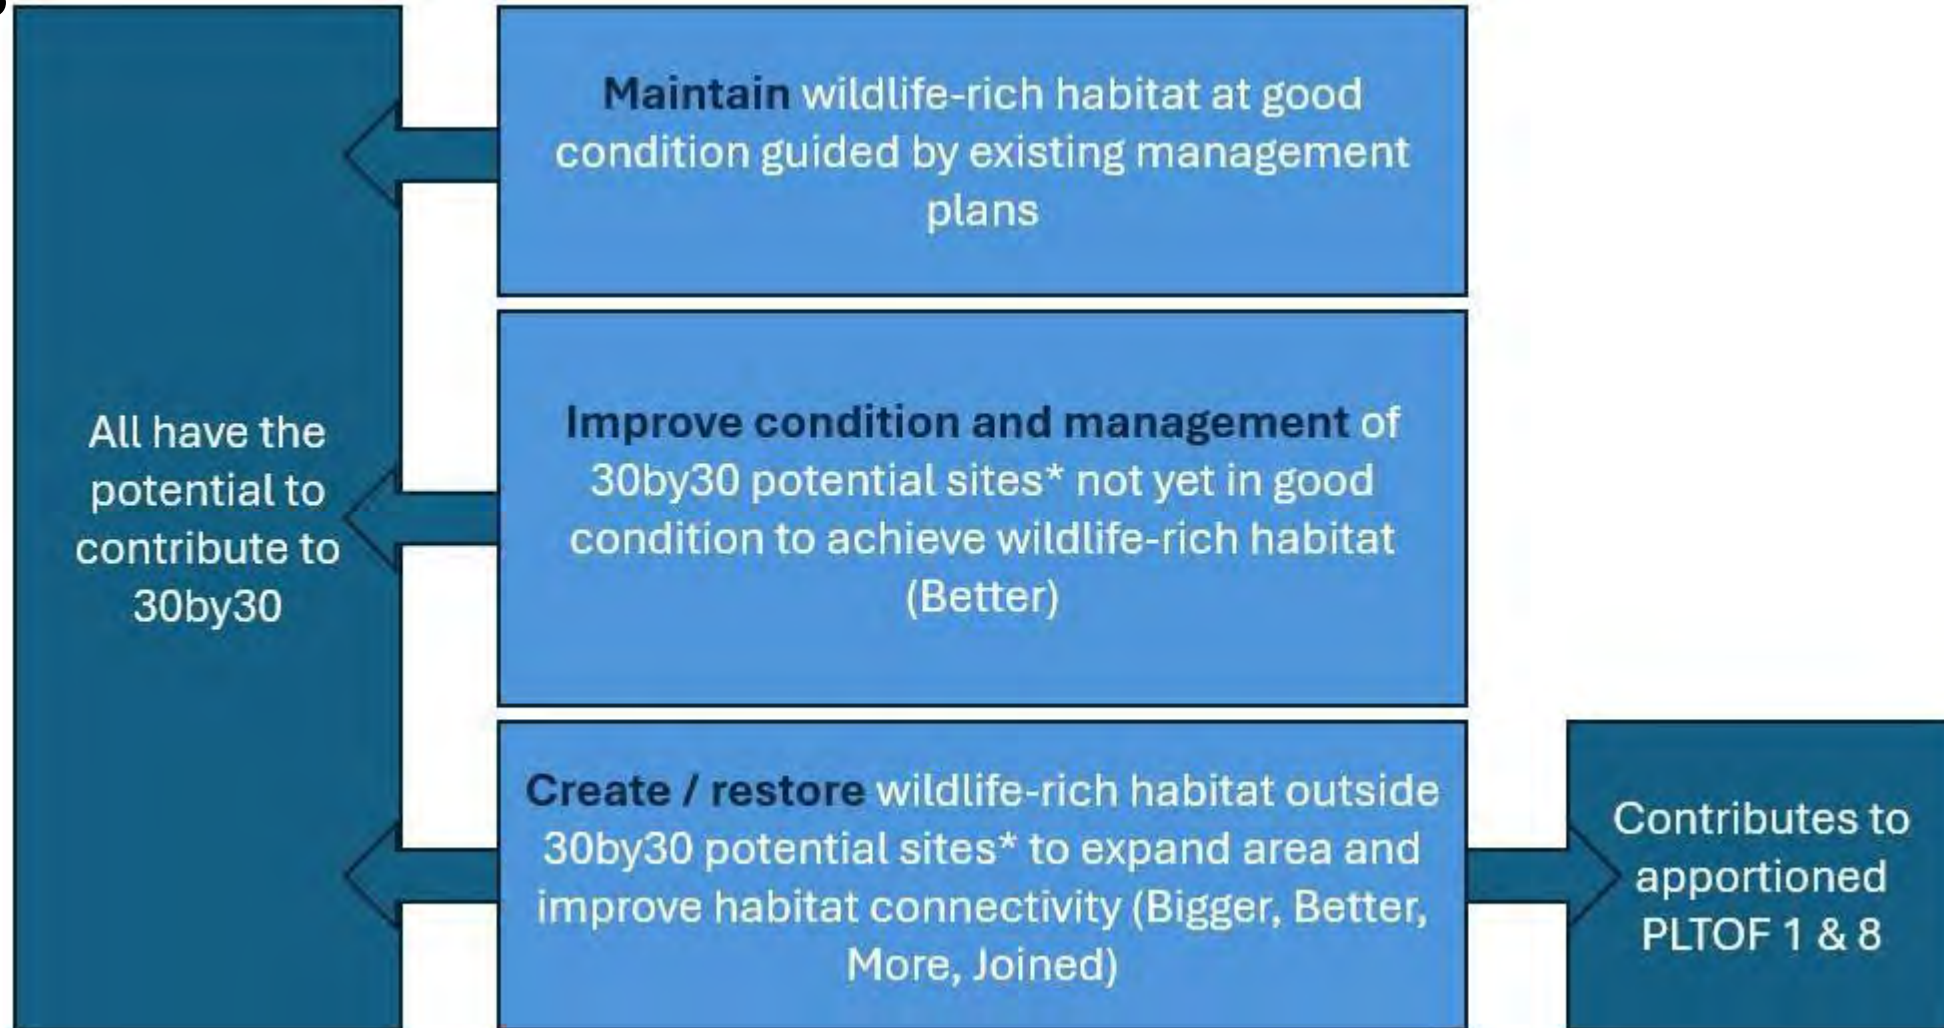 All have the
potential to
contribute to
30by30
Maintain wildlife-rich habitat at good
condition guided by existing management
plans
Improve condition and management of
30by30 potential sites* not yet in good
condition to achieve wildlife-rich habitat
(Better)
Create / restore wildlife-rich habitat outside
30by30 potential sites* to expand area and
improve habitat connectivity (Bigger, Better,
More, Joined)
Contributes to
apportioned
PLTOF 1 & 8